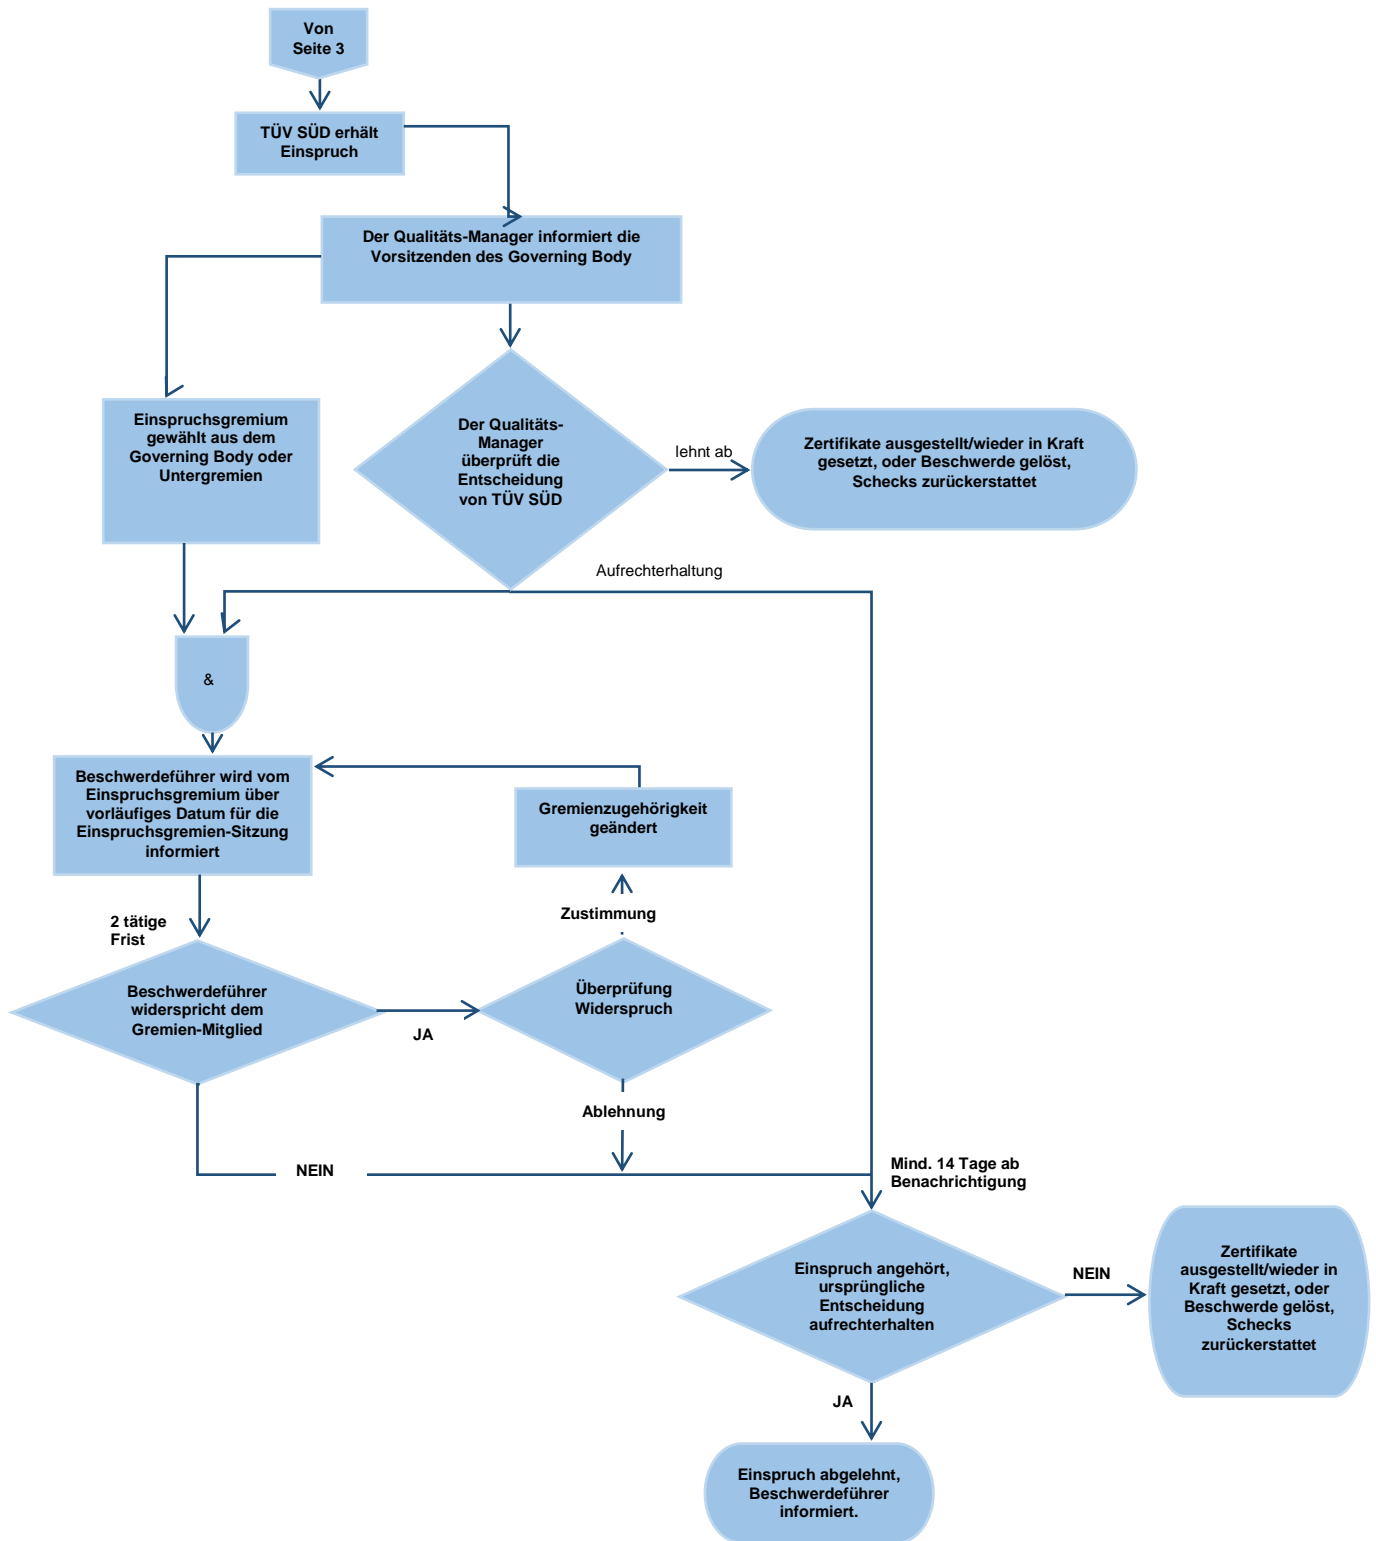 Von
Seite 3
TÜV SÜD erhält
Einspruch
Der Qualitäts-Manager informiert die
Vorsitzenden des Governing Body
Einspruchsgremium
gewählt aus dem
Governing Body oder
Untergremien
Der Qualitäts-
Manager
überprüft die
Entscheidung
von TÜV SÜD
lehnt ab
Zertifikate ausgestellt/wieder in Kraft
gesetzt, oder Beschwerde gelöst,
Schecks zurückerstattet
Aufrechterhaltung
&
Beschwerdeführer wird vom
Einspruchsgremium über
vorläufiges Datum für die
Einspruchsgremien-Sitzung
informiert
Gremienzugehörigkeit
geändert
2 tätige
Frist
Zustimmung
Beschwerdeführer
widerspricht dem
Gremien-Mitglied
JA
Überprüfung
Widerspruch
Ablehnung
NEIN
Mind. 14 Tage ab
Benachrichtigung
Einspruch angehört,
ursprüngliche
Entscheidung
aufrechterhalten
NEIN
Zertifikate
ausgestellt/wieder in
Kraft gesetzt, oder
Beschwerde gelöst,
Schecks
zurückerstattet
JA
Einspruch abgelehnt,
Beschwerdeführer
informiert.